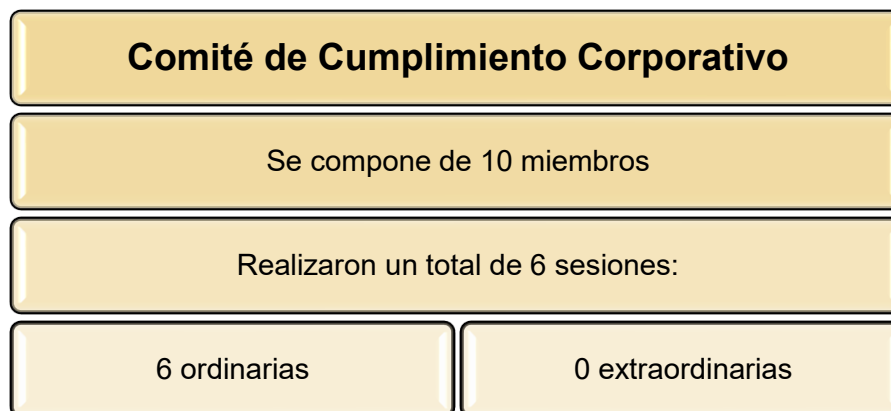 Comité de Cumplimiento Corporativo
Se compone de 10 miembros
Realizaron un total de 6 sesiones:
6 ordinarias
0 extraordinarias